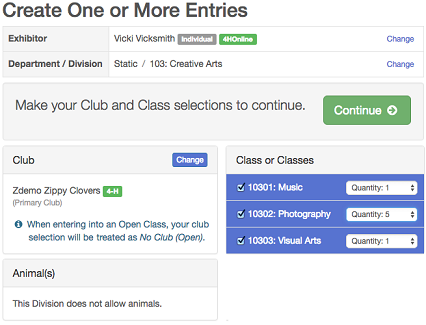 Create One or More Entries
Exhibitor Vicki Vicksmith Individual 4HOnline Change
Department / Division Static / 103: Creative Arts Change
Make your Club and Class selections to continue. Continue
Club Change
Zdemo Zippy Clovers 4-H
(Primary Club)
When entering into an Open Class, your club
selection will be treated as No Club (Open).
Class or Classes
10301: Music Quantity: 1
10302: Photography Quantity: 5
10303: Visual Arts Quantity: 1
Animal(s)
This Division does not allow animals.